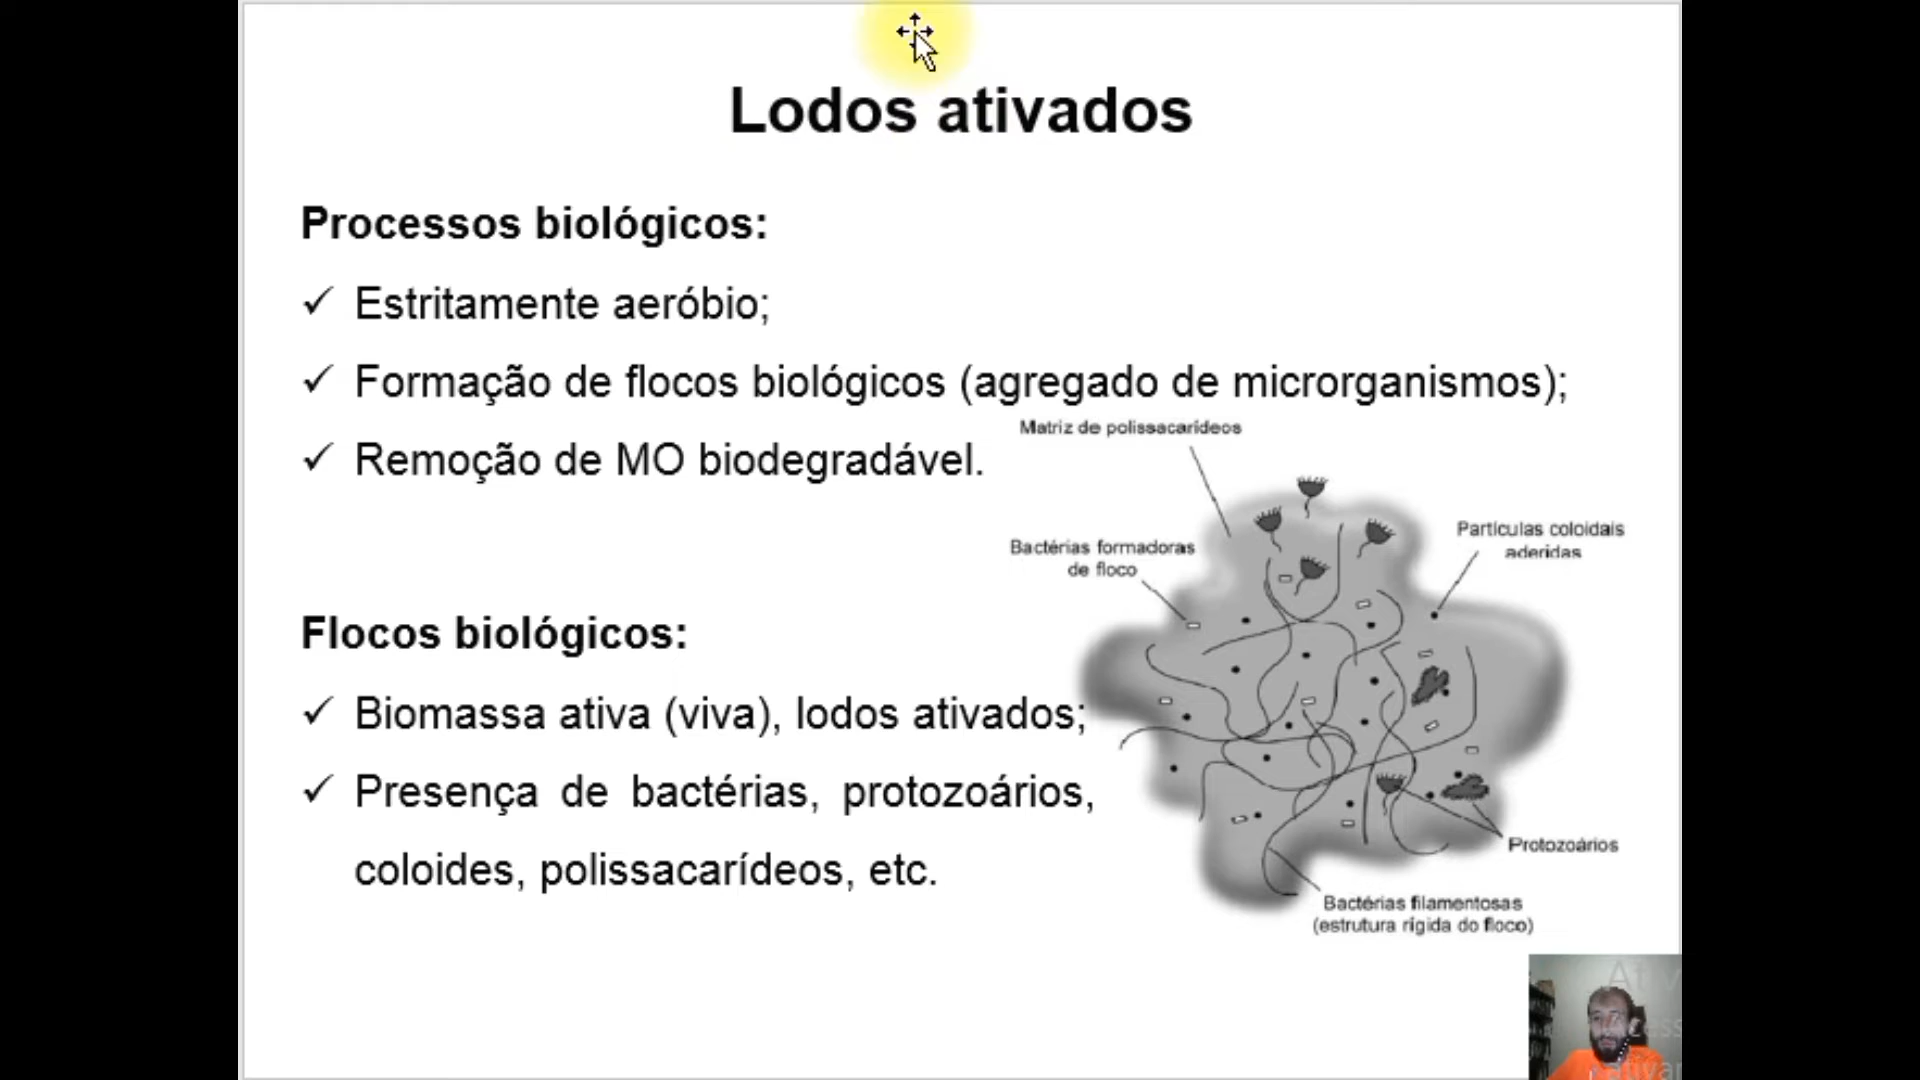 Lodos ativados
Processos biológicos:
✓ Estritamente aeróbio;
✓ Formação de flocos biológicos (agregado de microrganismos);
✓ Remoção de MO biodegradável.
Matriz de polissacarídeos
Bactérias formadoras
de floco
Partículas coloidais
aderidas
Flocos biológicos:
✓ Biomassa ativa (viva), lodos ativados;
✓ Presença de bactérias, protozoários,
coloides, polissacarídeos, etc.
Protozoários
Bactérias filamentosas
(estrutura rígida do floco)